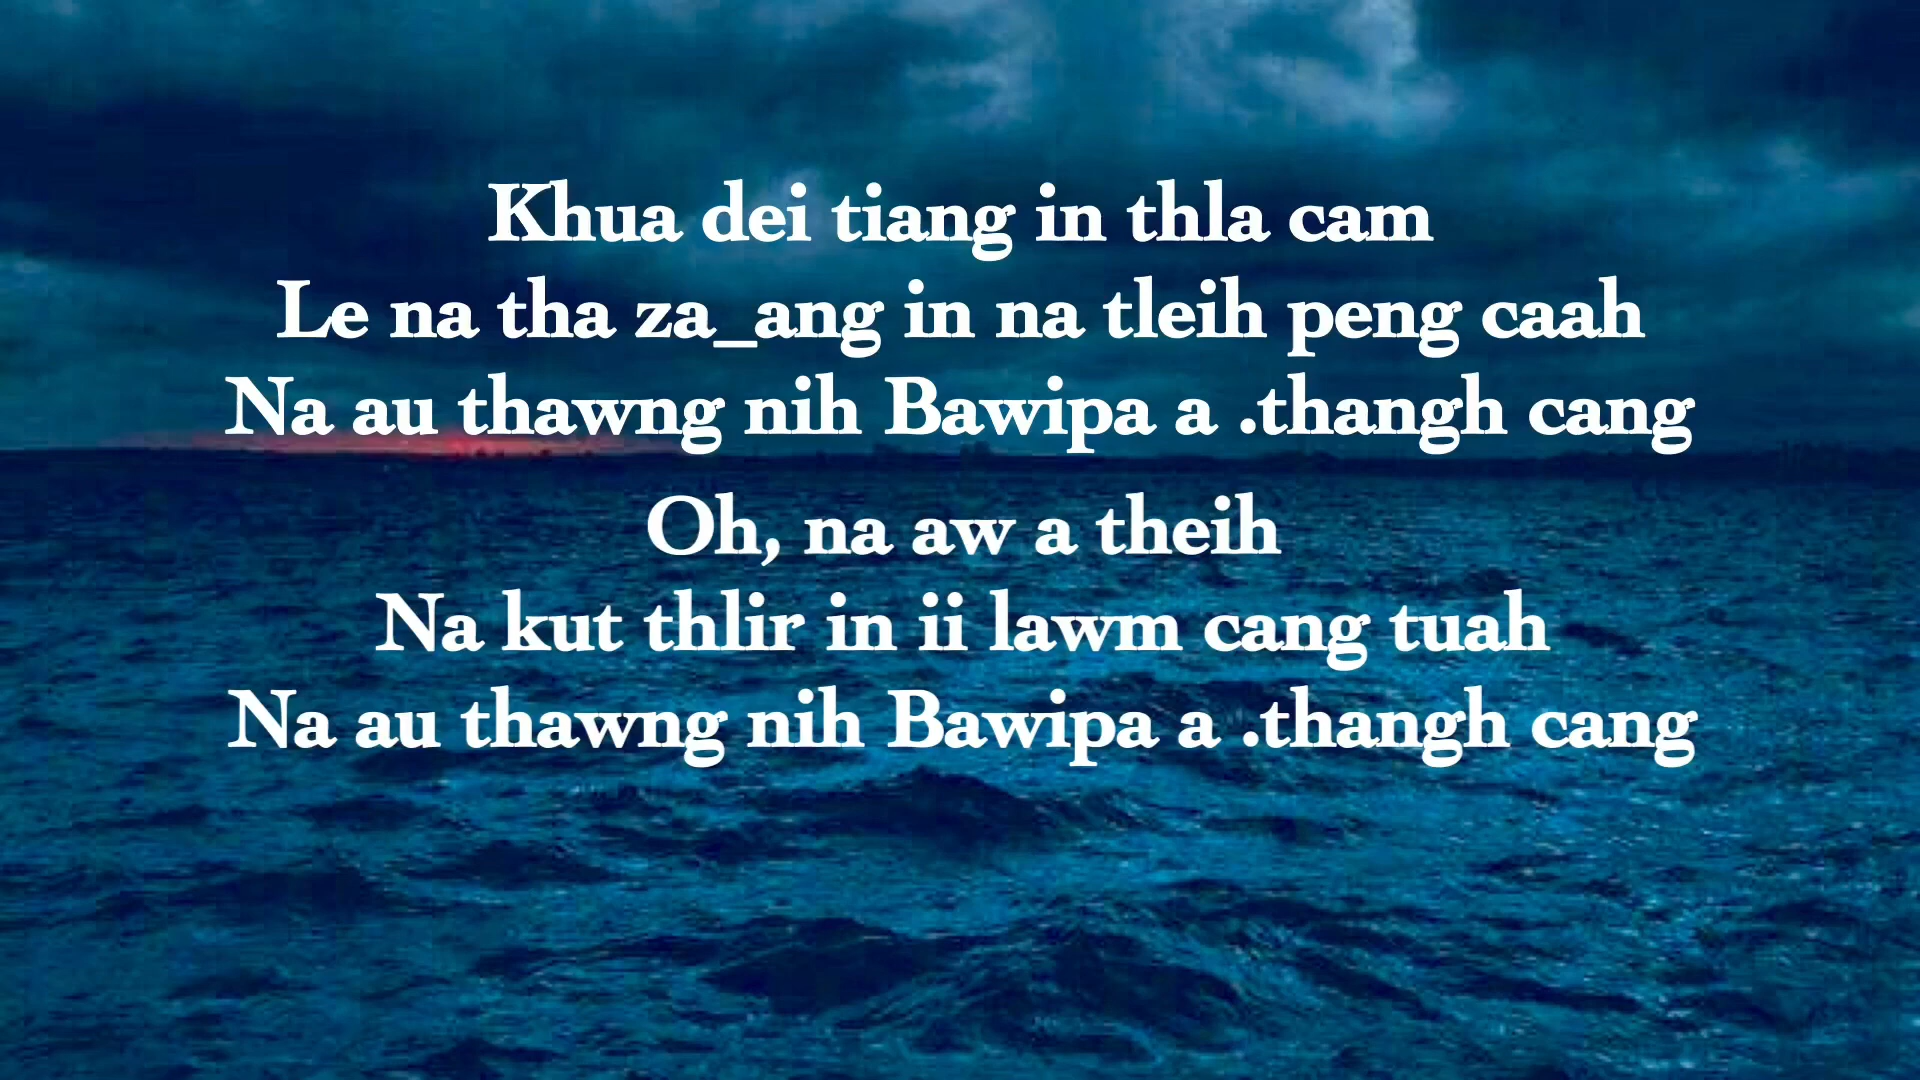 Khua dei tiang in thla cam
Le na tha za_ang in na tleih peng caah
Na au thawng nih Bawipa a .thangh cang
Oh, na aw a theih
Na kut thlir in ii lawm cang tuah
Na au thawng nih Bawipa a .thangh cang